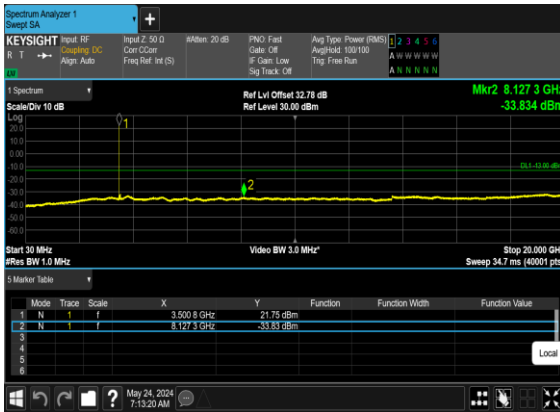 Spectrum Analyzer 1
Swept SA
KEYSIGHT
R T
Input: RF
Coupling: DC
Align: Auto
Input Z: 50 Ω
Corr CCorr
Freq Ref: Int (S)
#Atten: 20 dB
PNO: Fast
Gate: Off
IF Gain: Low
Sig Track: Off
Avg Type: Power (RMS)
Avg|Hold: 100/100
Trig: Free Run
1 2 3 4 5 6
A W W W W W
A N N N N N
1 Spectrum
Scale/Div 10 dB
Ref Lvl Offset 32.78 dB
Ref Level 30.00 dBm
Mkr2 8.127 3 GHz
-33.834 dBm
Log
20.0
10.0
0.00
-10.0
-20.0
-30.0
-40.0
-50.0
-60.0
1
2
DL1 -13.00 dBm
Start 30 MHz
#Res BW 1.0 MHz
Video BW 3.0 MHz*
Stop 20.000 GHz
Sweep 34.7 ms (40001 pts)
5 Marker Table
Mode Trace Scale X Y Function Function Width Function Value
1 N 1 f 3.500 8 GHz 21.75 dBm
2 N 1 f 8.127 3 GHz -33.83 dBm
3
4
5
6
Local
May 24, 2024
7:13:20 AM